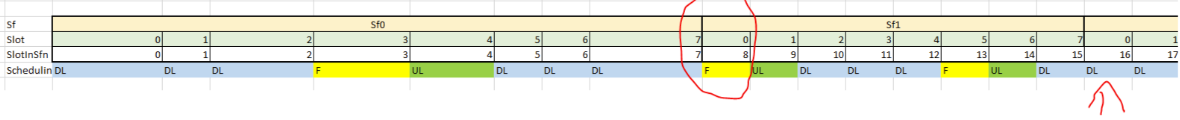 Sf Sf0 Sf1
Slot 0 1 2 3 4 5 6 7 0 1 2 3 4 5 6 7 0 1
SlotInSfn 0 1 2 3 4 5 6 7 8 9 10 11 12 13 14 15 16 17
Schedulin DL DL DL F UL DL DL DL F UL DL DL DL F UL DL DL DL